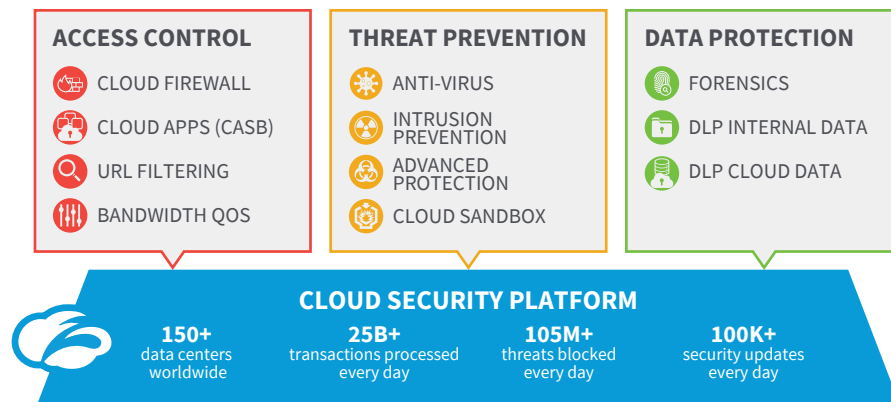 ACCESS CONTROL
CLOUD FIREWALL
CLOUD APPS (CASB)
URL FILTERING
BANDWIDTH QOS
THREAT PREVENTION
ANTI-VIRUS
INTRUSION
PREVENTION
ADVANCED
PROTECTION
CLOUD SANDBOX
DATA PROTECTION
FORENSICS
DLP INTERNAL DATA
DLP CLOUD DATA
CLOUD SECURITY PLATFORM
150+
data centers
worldwide
25B+
transactions processed
every day
105M+
threats blocked
every day
100K+
security updates
every day